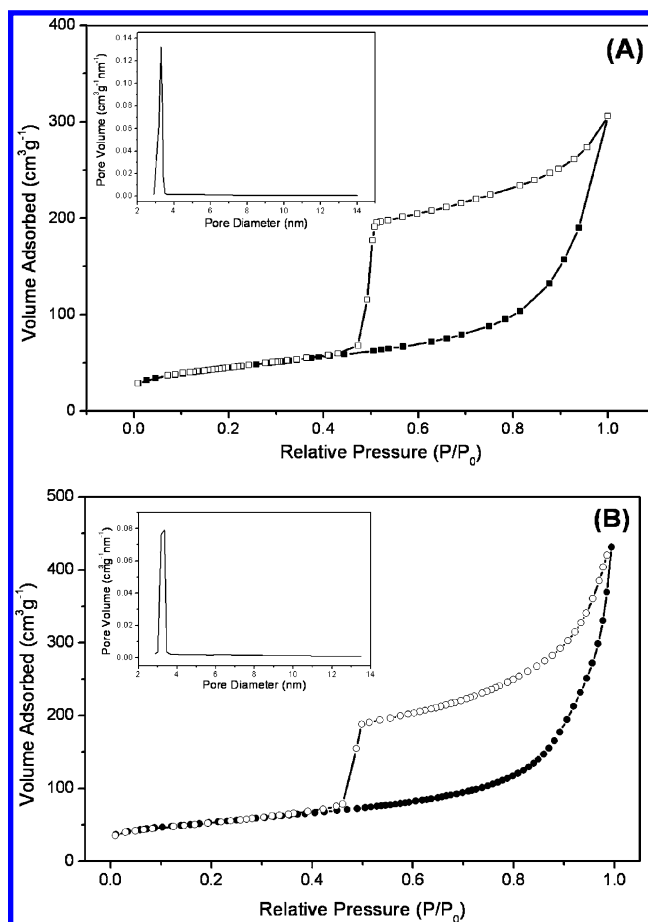 (A)
400
300
200
100
0
Volume Adsorbed (cm³g⁻¹)
0.0 0.2 0.4 0.6 0.8 1.0
Relative Pressure (P/P₀)
0.14
0.12
0.10
0.08
0.06
0.04
0.02
0.00
Pore Volume (cm³g⁻¹nm⁻¹)
2 4 6 8 10 12 14
Pore Diameter (nm)
(B)
500
400
300
200
100
0
Volume Adsorbed (cm³g⁻¹)
0.0 0.2 0.4 0.6 0.8 1.0
Relative Pressure (P/P₀)
0.08
0.06
0.04
0.02
0.00
Pore Volume (cm³g⁻¹nm⁻¹)
2 4 6 8 10 12 14
Pore Diameter (nm)